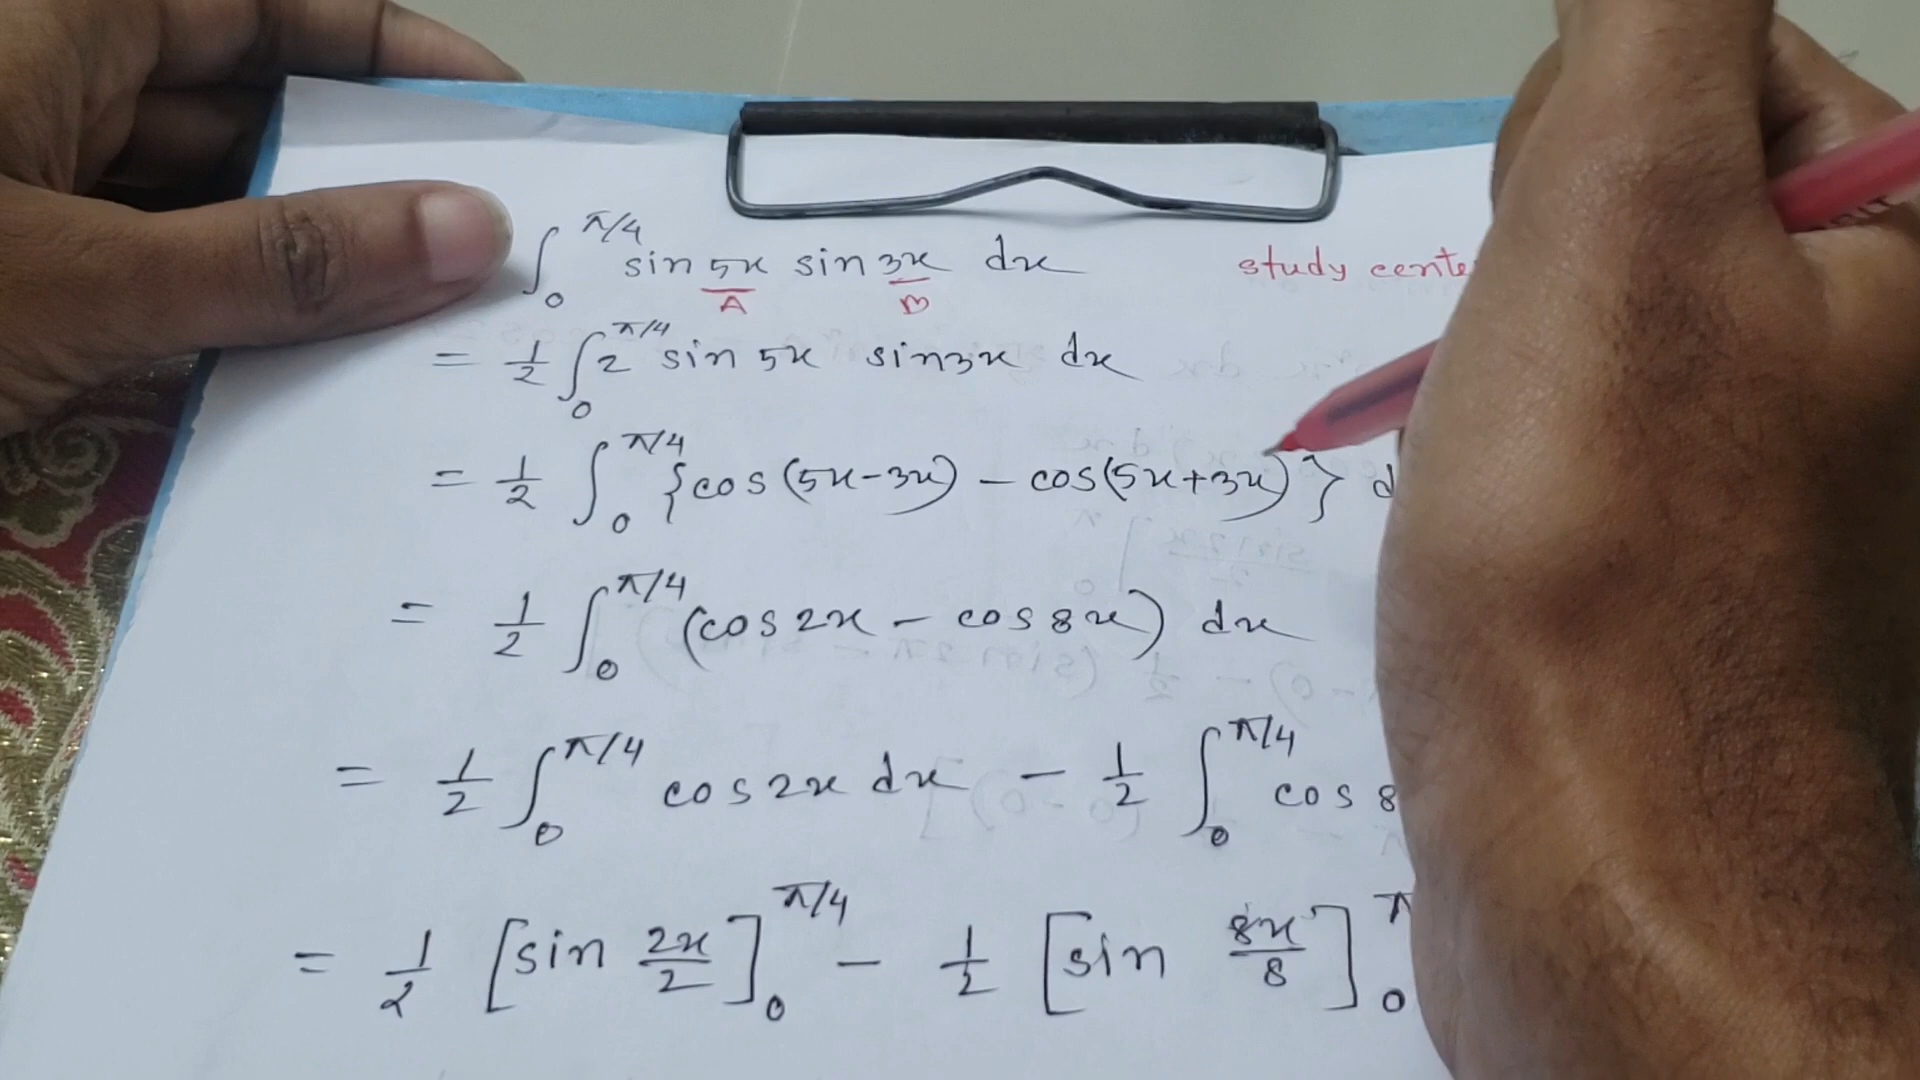 ∫₀^π/4 sin 5x sin 3x dx study cente
A B
= 1/2 ∫₀^π/4 2 sin 5x sin3x dx
= 1/2 ∫₀^π/4 {cos (5x-3x) - cos(5x+3x)} d
= 1/2 ∫₀^π/4 (cos 2x - cos 8x) dx
= 1/2 ∫₀^π/4 cos 2x dx - 1/2 ∫₀^π/4 cos 8
= 1/2 [sin 2x/2]₀^π/4 - 1/2 [sin 8x/8]₀^π